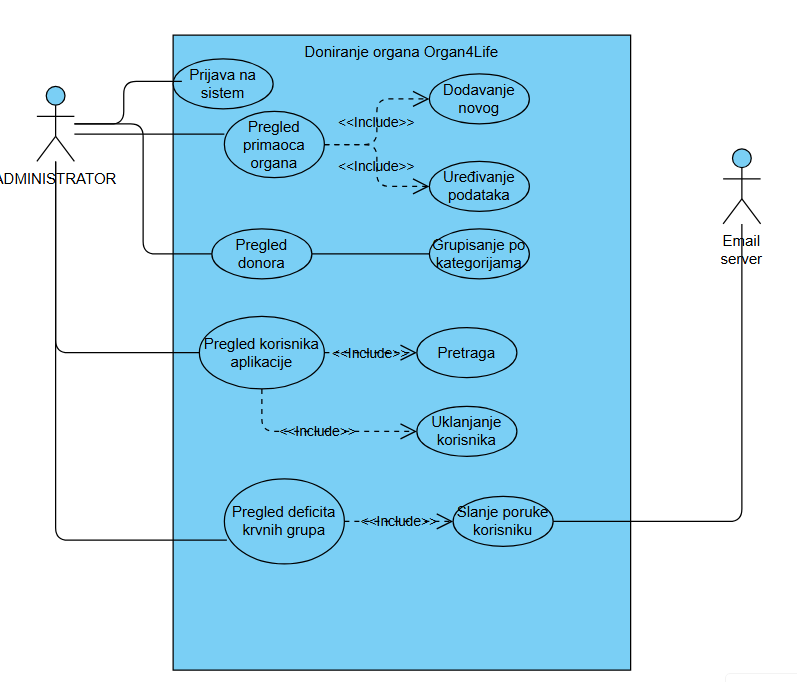 Doniranje organa Organ4Life
Prijava na
sistem
Dodavanje
novog
<<Include>>
Pregled
primaoca
organa
<<Include>>
Uređivanje
podataka
ADMINISTRATOR
Email
server
Pregled
donora
Grupisanje po
kategorijama
Pregled korisnika
aplikacije
<<Include>>
Pretraga
<<Include>>
Uklanjanje
korisnika
Pregled deficita
krvnih grupa
<<Include>>
Slanje poruke
korisniku